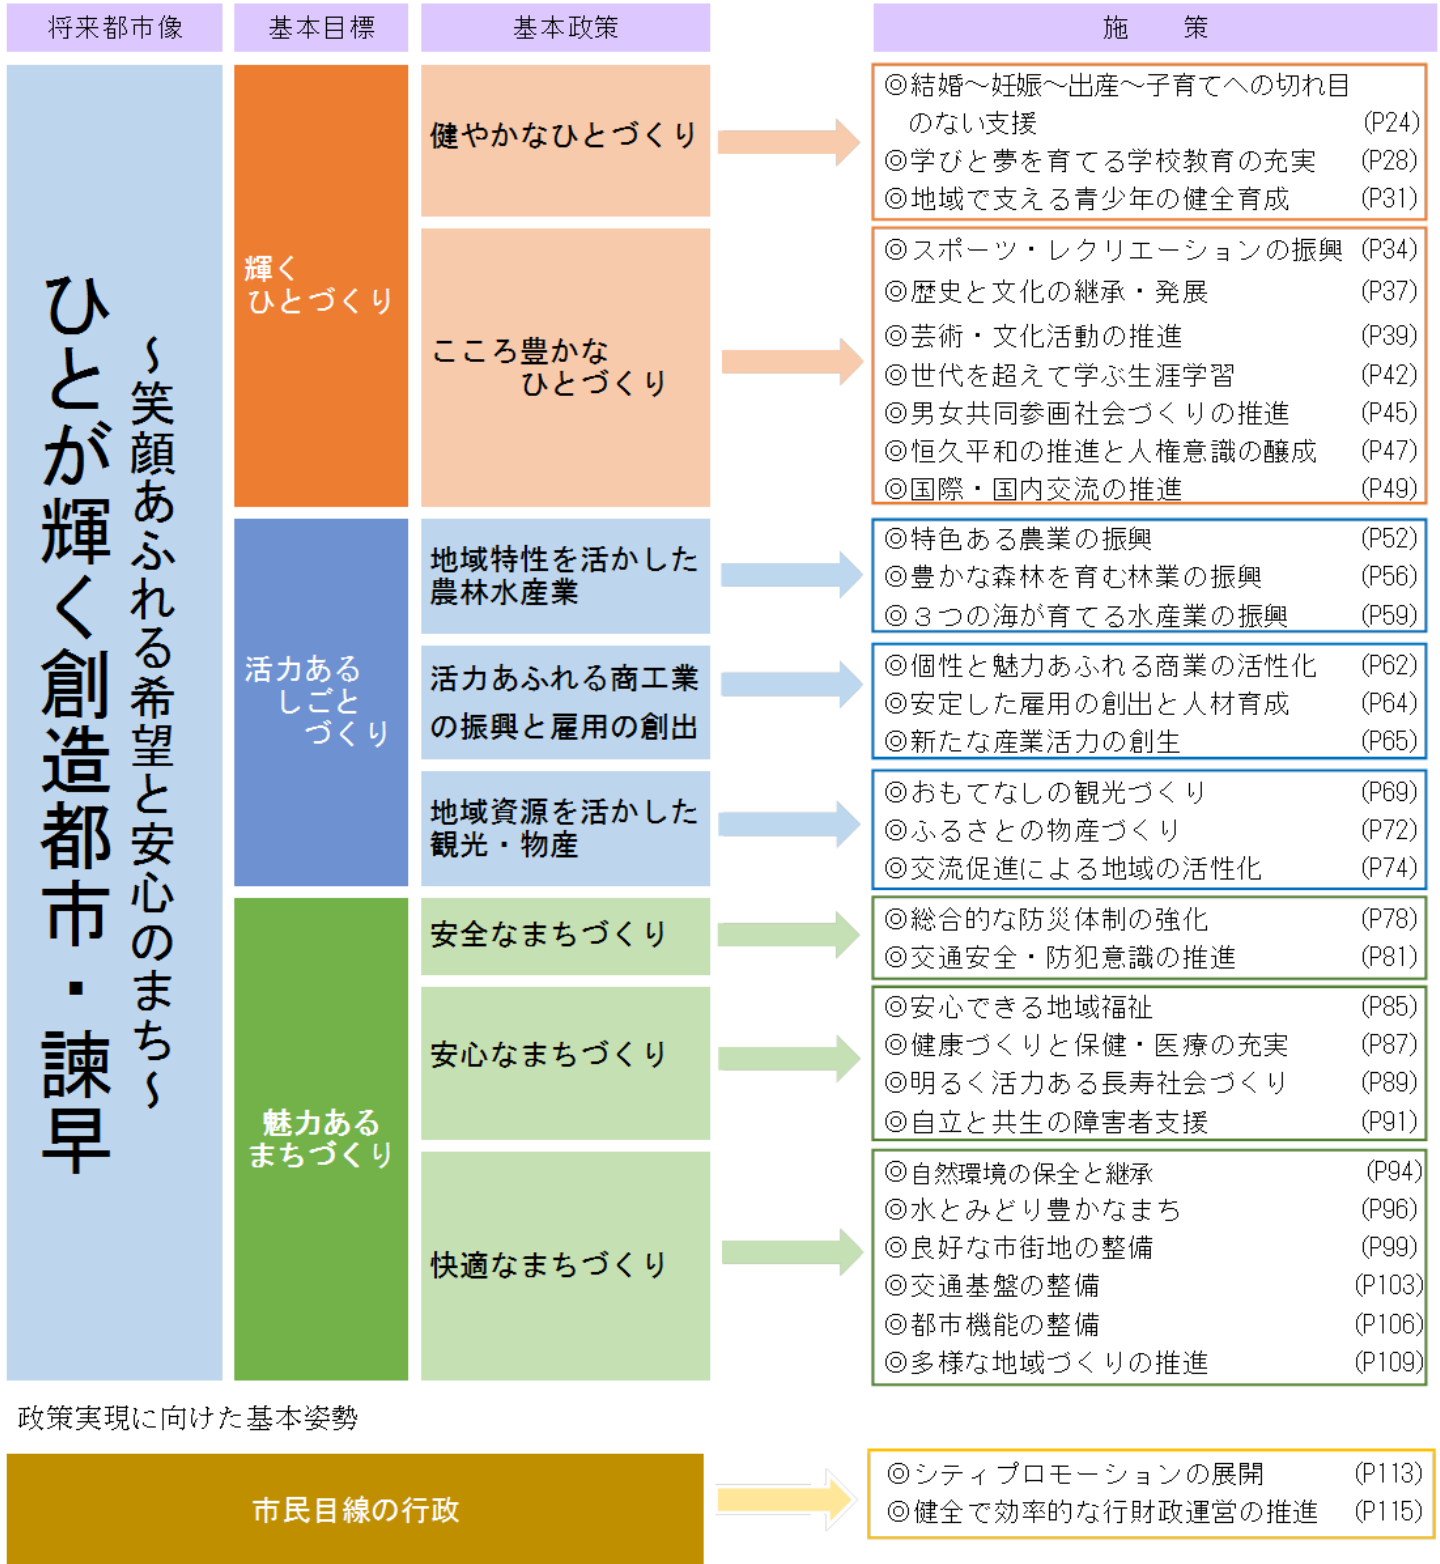 将来都市像
基本目標
基本政策
施　　策
ひとが輝く創造都市・諫早
～笑顔あふれる希望と安心のまち～
輝く
ひとづくり
健やかなひとづくり
◎結婚～妊娠～出産～子育てへの切れ目
のない支援 (P24)
◎学びと夢を育てる学校教育の充実 (P28)
◎地域で支える青少年の健全育成 (P31)
こころ豊かな
ひとづくり
◎スポーツ・レクリエーションの振興 (P34)
◎歴史と文化の継承・発展 (P37)
◎芸術・文化活動の推進 (P39)
◎世代を超えて学ぶ生涯学習 (P42)
◎男女共同参画社会づくりの推進 (P45)
◎恒久平和の推進と人権意識の醸成 (P47)
◎国際・国内交流の推進 (P49)
活力ある
しごと
づくり
地域特性を活かした
農林水産業
◎特色ある農業の振興 (P52)
◎豊かな森林を育む林業の振興 (P56)
◎３つの海が育てる水産業の振興 (P59)
活力あふれる商工業
の振興と雇用の創出
◎個性と魅力あふれる商業の活性化 (P62)
◎安定した雇用の創出と人材育成 (P64)
◎新たな産業活力の創生 (P65)
地域資源を活かした
観光・物産
◎おもてなしの観光づくり (P69)
◎ふるさとの物産づくり (P72)
◎交流促進による地域の活性化 (P74)
魅力ある
まちづくり
安全なまちづくり
◎総合的な防災体制の強化 (P78)
◎交通安全・防犯意識の推進 (P81)
安心なまちづくり
◎安心できる地域福祉 (P85)
◎健康づくりと保健・医療の充実 (P87)
◎明るく活力ある長寿社会づくり (P89)
◎自立と共生の障害者支援 (P91)
快適なまちづくり
◎自然環境の保全と継承 (P94)
◎水とみどり豊かなまち (P96)
◎良好な市街地の整備 (P99)
◎交通基盤の整備 (P103)
◎都市機能の整備 (P106)
◎多様な地域づくりの推進 (P109)
政策実現に向けた基本姿勢
市民目線の行政
◎シティプロモーションの展開 (P113)
◎健全で効率的な行財政運営の推進 (P115)